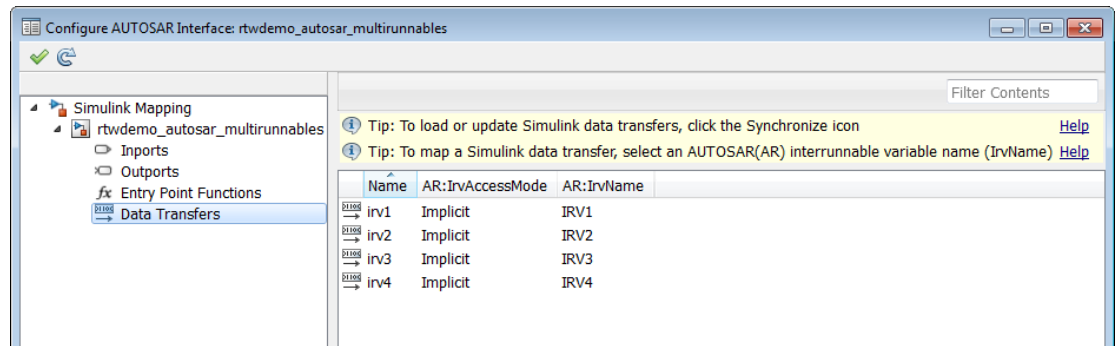 Configure AUTOSAR Interface: rtwdemo_autosar_multirunnables
Filter Contents
Simulink Mapping
rtwdemo_autosar_multirunnables
Inports
Outports
fx Entry Point Functions
Data Transfers
Tip: To load or update Simulink data transfers, click the Synchronize icon Help
Tip: To map a Simulink data transfer, select an AUTOSAR(AR) interrunnable variable name (IrvName) Help
Name AR:IrvAccessMode AR:IrvName
irv1 Implicit IRV1
irv2 Implicit IRV2
irv3 Implicit IRV3
irv4 Implicit IRV4